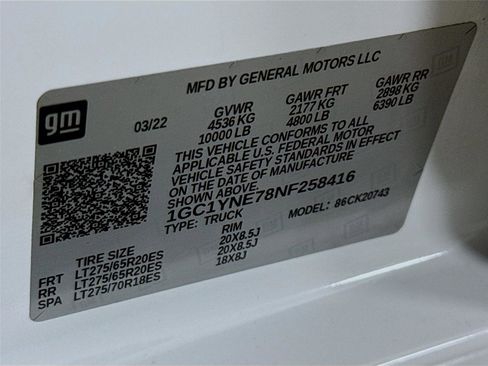 MFD BY GENERAL MOTORS LLC
gm
03/22
GVWR GAWR FRT GAWR RR
4536 KG 2177 KG 2898 KG
10000 LB 4800 LB 6390 LB
THIS VEHICLE CONFORMS TO ALL
APPLICABLE U.S. FEDERAL MOTOR
VEHICLE SAFETY STANDARDS IN EFFECT
ON THE DATE OF MANUFACTURE
SHOWN ABOVE.
1GC1YNE78NF258416
TYPE: TRUCK MODEL: 86CK20743
TIRE SIZE RIM
FRT LT275/65R20ES 20X8.5J
RR LT275/65R20ES 20X8.5J
SPA LT275/70R18ES 18X8J